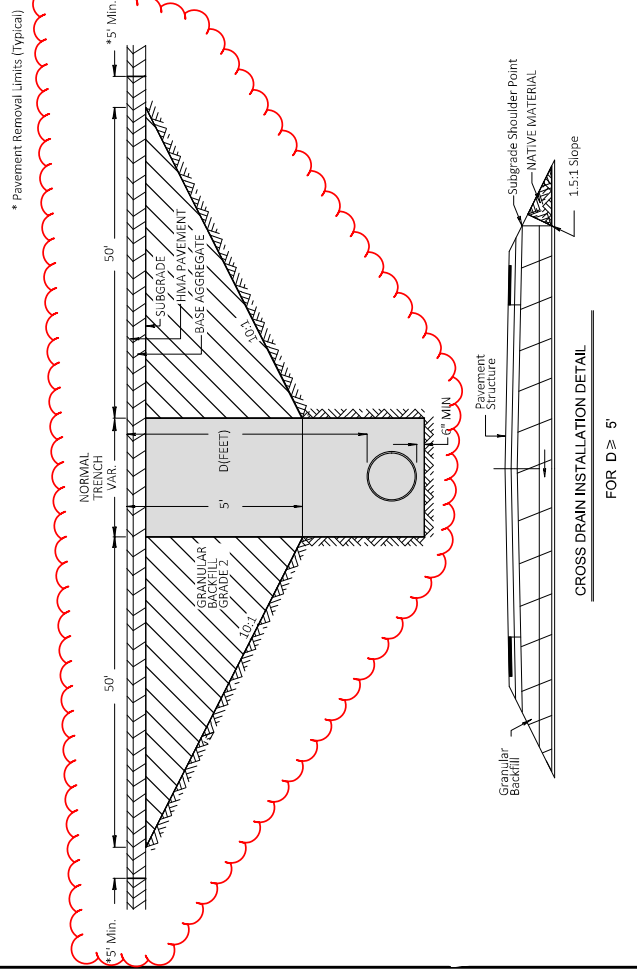 * Pavement Removal Limits (Typical)
*5' Min.
50'
NORMAL
TRENCH
VAR.
50'
*5' Min.
SUBGRADE
HMA PAVEMENT
BASE AGGREGATE
10:1
D(FEET)
5'
6" MIN
GRANULAR
BACKFILL
GRADE 2
10:1
Subgrade Shoulder Point
NATIVE MATERIAL
1.5:1 Slope
Pavement
Structure
Granular
Backfill
CROSS DRAIN INSTALLATION DETAIL
FOR D ≥ 5'